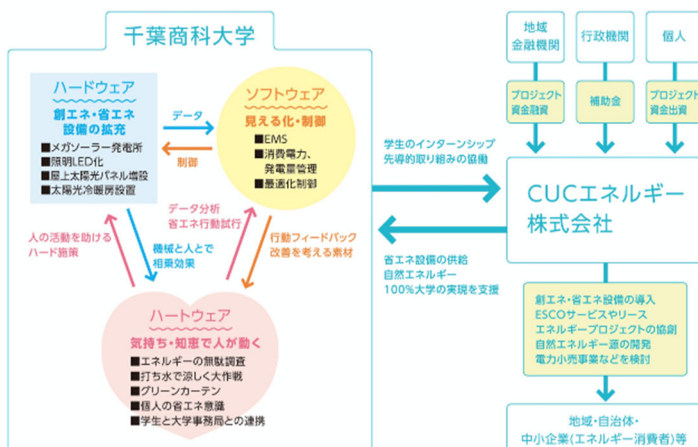 千葉商科大学
ハードウェア
創エネ・省エネ
設備の拡充
■メガソーラー発電所
■照明LED化
■屋上太陽光パネル増設
■太陽光冷暖房設置
データ
制御
ソフトウェア
見える化・制御
■EMS
■消費電力、
発電量管理
■最適化制御
人の活動を助ける
ハード施策
機械と人とで
相乗効果
データ分析
省エネ行動試行
行動フィードバック
改善を考える素材
ハートウェア
気持ち・知恵で人が動く
■エネルギーの無駄調査
■打ち水で涼しく大作戦
■グリーンカーテン
■個人の省エネ意識
■学生と大学事務局との連携
学生のインターンシップ
先導的取り組みの協働
省エネ設備の供給
自然エネルギー
100%大学の実現を支援
地域
金融機関
行政機関
個人
プロジェクト
資金融資
補助金
プロジェクト
資金出資
CUCエネルギー
株式会社
創エネ・省エネ設備の導入
ESCOサービスやリース
エネルギープロジェクトの協創
自然エネルギー源の開発
電力小売事業などを検討
地域・自治体・
中小企業(エネルギー消費者)等